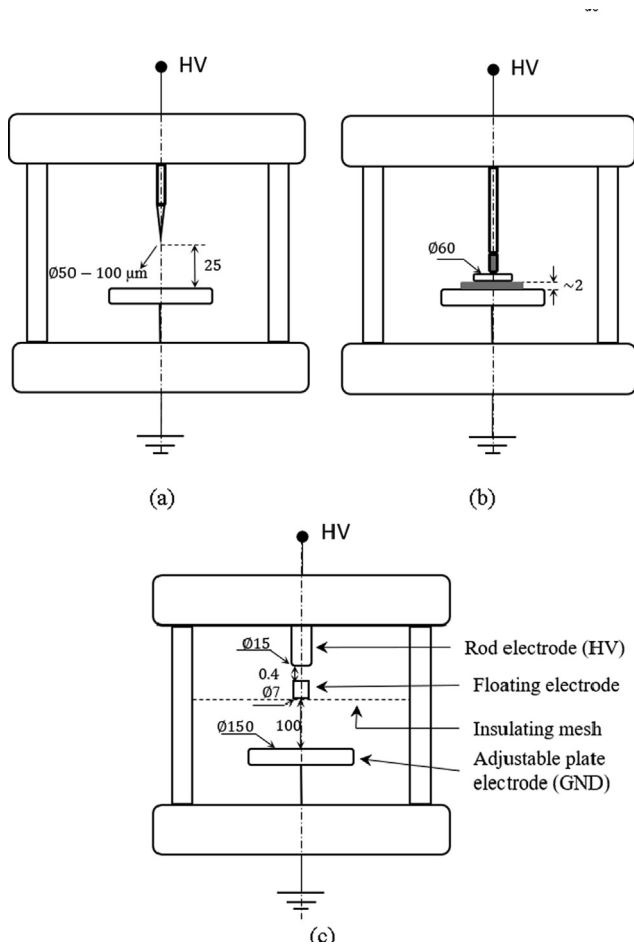 HV
HV
Ø50 − 100 μm
25
Ø60
~2
(a)
(b)
HV
Ø15
0.4
Ø7
100
Ø150
Rod electrode (HV)
Floating electrode
Insulating mesh
Adjustable plate
electrode (GND)
(c)